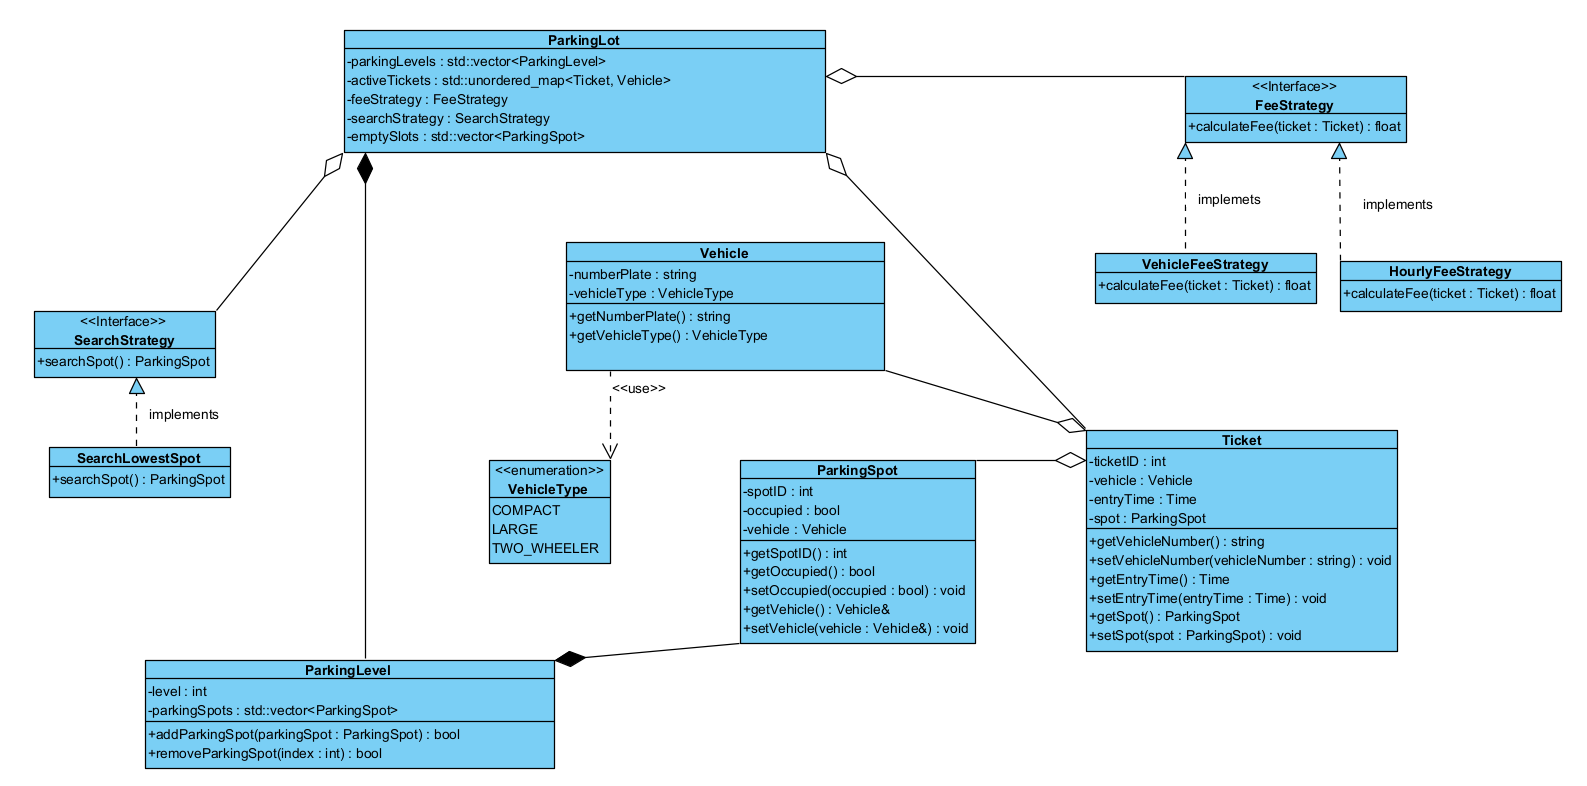 ParkingLot
-parkingLevels : std::vector<ParkingLevel>
-activeTickets : std::unordered_map<Ticket, Vehicle>
-feeStrategy : FeeStrategy
-searchStrategy : SearchStrategy
-emptySlots : std::vector<ParkingSpot>
<<Interface>>
FeeStrategy
+calculateFee(ticket : Ticket) : float
implemets
implements
VehicleFeeStrategy
+calculateFee(ticket : Ticket) : float
HourlyFeeStrategy
+calculateFee(ticket : Ticket) : float
Vehicle
-numberPlate : string
-vehicleType : VehicleType
+getNumberPlate() : string
+getVehicleType() : VehicleType
<<use>>
<<Interface>>
SearchStrategy
+searchSpot() : ParkingSpot
implements
SearchLowestSpot
+searchSpot() : ParkingSpot
<<enumeration>>
VehicleType
COMPACT
LARGE
TWO_WHEELER
ParkingSpot
-spotID : int
-occupied : bool
-vehicle : Vehicle
+getSpotID() : int
+getOccupied() : bool
+setOccupied(occupied : bool) : void
+getVehicle() : Vehicle&
+setVehicle(vehicle : Vehicle&) : void
Ticket
-ticketID : int
-vehicle : Vehicle
-entryTime : Time
-spot : ParkingSpot
+getVehicleNumber() : string
+setVehicleNumber(vehicleNumber : string) : void
+getEntryTime() : Time
+setEntryTime(entryTime : Time) : void
+getSpot() : ParkingSpot
+setSpot(spot : ParkingSpot) : void
ParkingLevel
-level : int
-parkingSpots : std::vector<ParkingSpot>
+addParkingSpot(parkingSpot : ParkingSpot) : bool
+removeParkingSpot(index : int) : bool